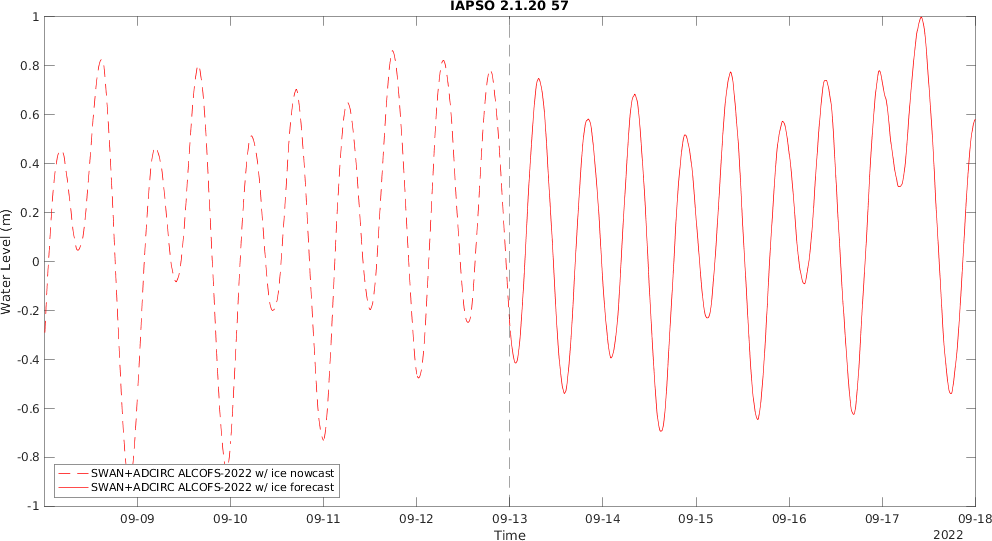 IAPSO 2.1.20 57
1
0.8
0.6
0.4
0.2
0
-0.2
-0.4
-0.6
-0.8
-1
Water Level (m)
SWAN+ADCIRC ALCOFS-2022 w/ ice nowcast
SWAN+ADCIRC ALCOFS-2022 w/ ice forecast
09-09 09-10 09-11 09-12 09-13 09-14 09-15 09-16 09-17 09-18
Time
2022